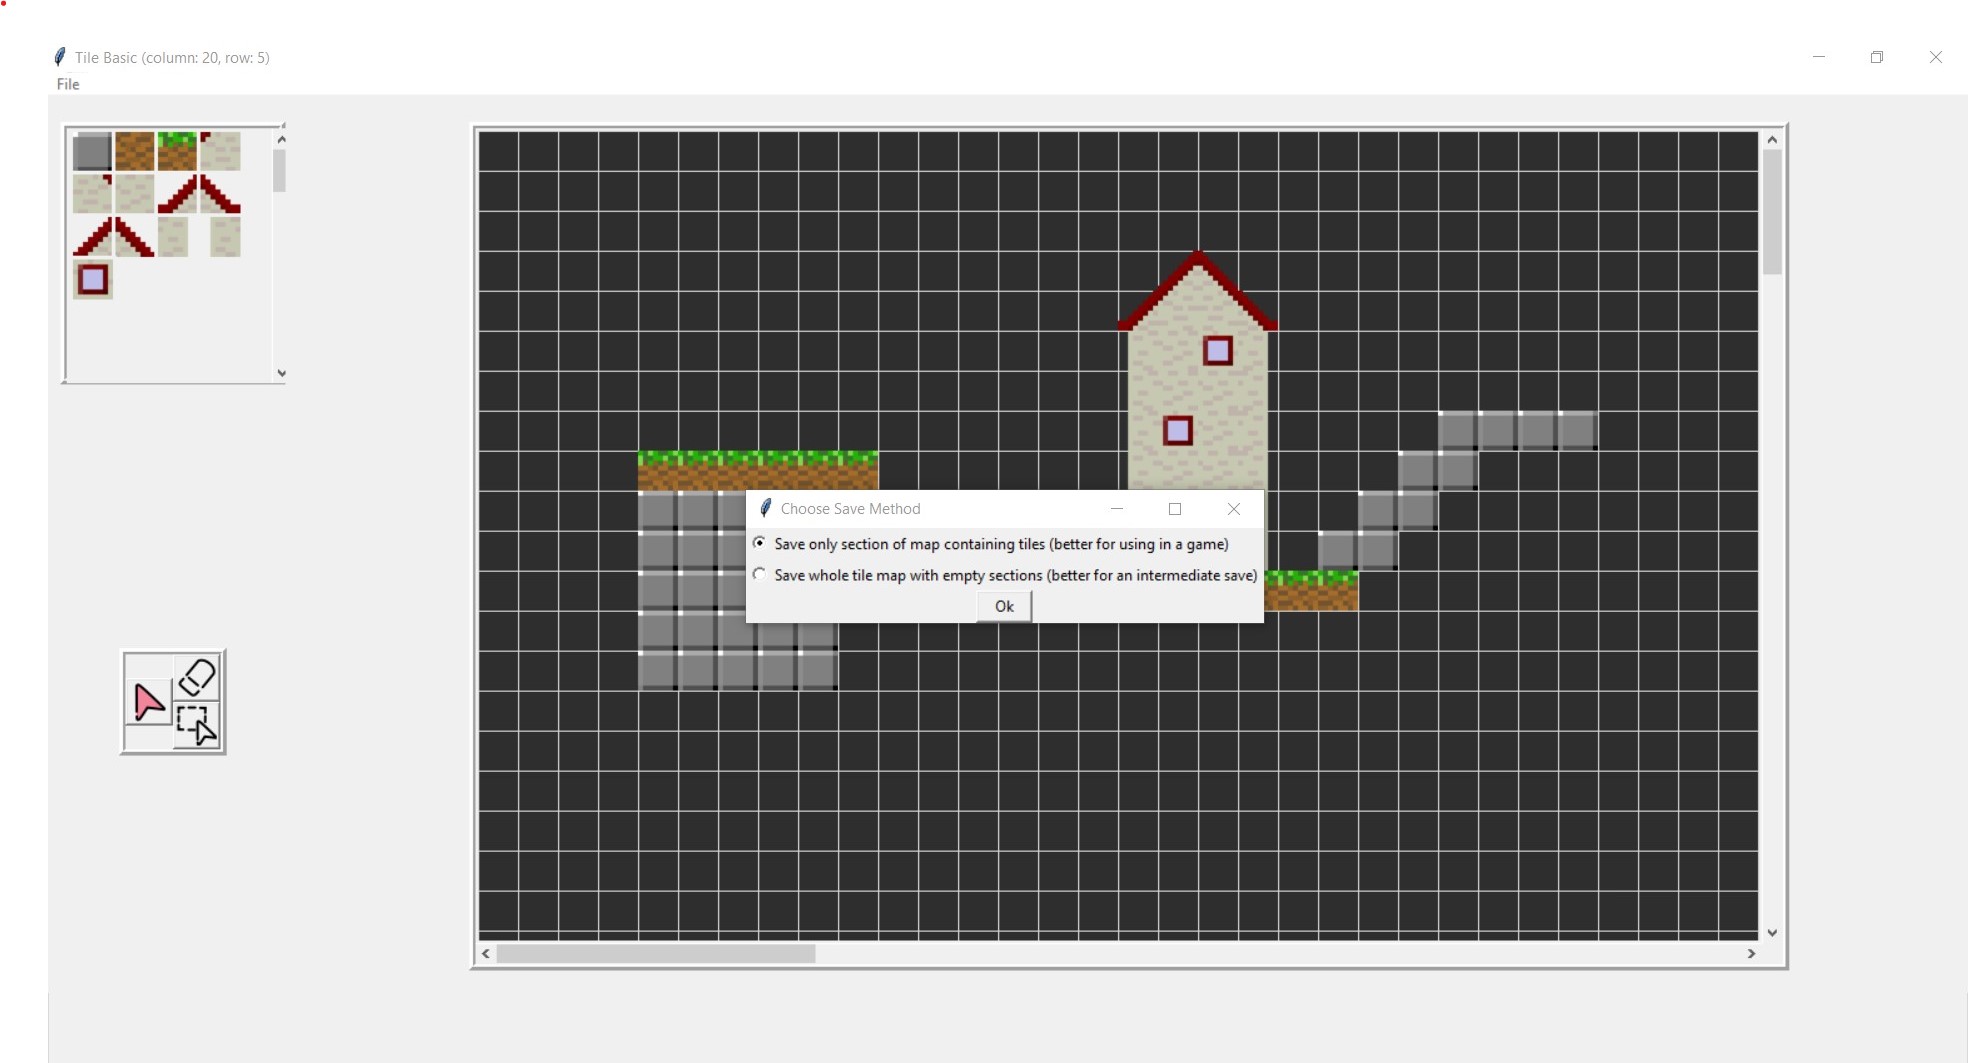 Tile Basic (column: 20, row: 5)
File
Choose Save Method
Save only section of map containing tiles (better for using in a game)
Save whole tile map with empty sections (better for an intermediate save)
Ok